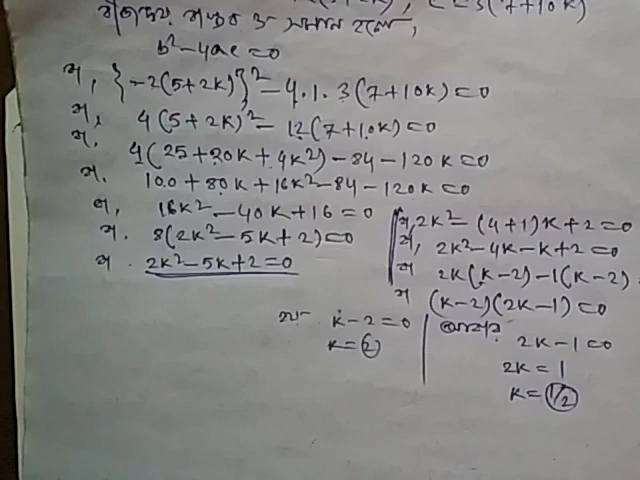 c = 3(7+10k)
বাস্তব ও সমান হলে,
b²-4ac=0
বা, {-2(5+2k)}²-4.1.3(7+10k)=0
বা, 4(5+2k)²-12(7+10k)=0
বা. 4(25+20k+4k²)-84-120k=0
বা. 100+80k+16k²-84-120k=0
বা, 16k²-40k+16=0
বা. 8(2k²-5k+2)=0
বা. 2k²-5k+2=0
বা, 2k²-(4+1)k+2=0
বা, 2k²-4k-k+2=0
বা 2k(k-2)-1(k-2)
বা (k-2)(2k-1)=0
হয় k-2=0
k=2
অথবা,
2k-1=0
2k=1
k=1/2